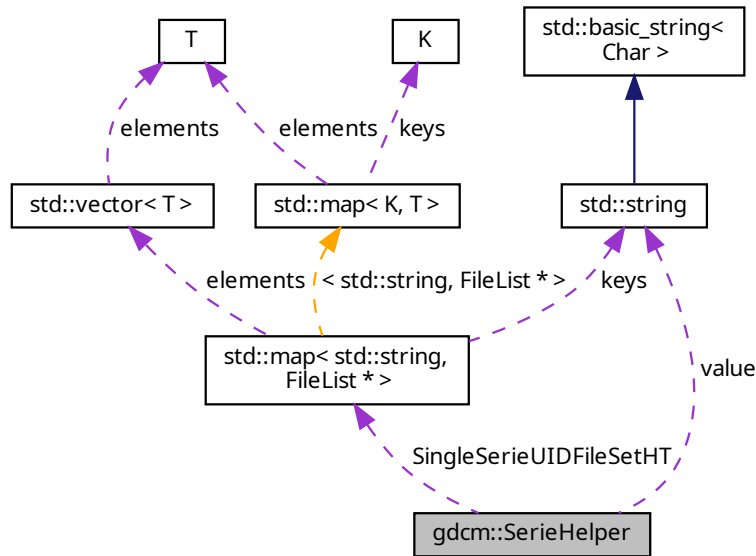 T
K
std::basic_string<
Char >
elements
elements
keys
std::vector< T >
std::map< K, T >
std::string
elements
< std::string, FileList * >
keys
std::map< std::string,
FileList * >
value
SingleSerieUIDFileSetHT
gdcm::SerieHelper